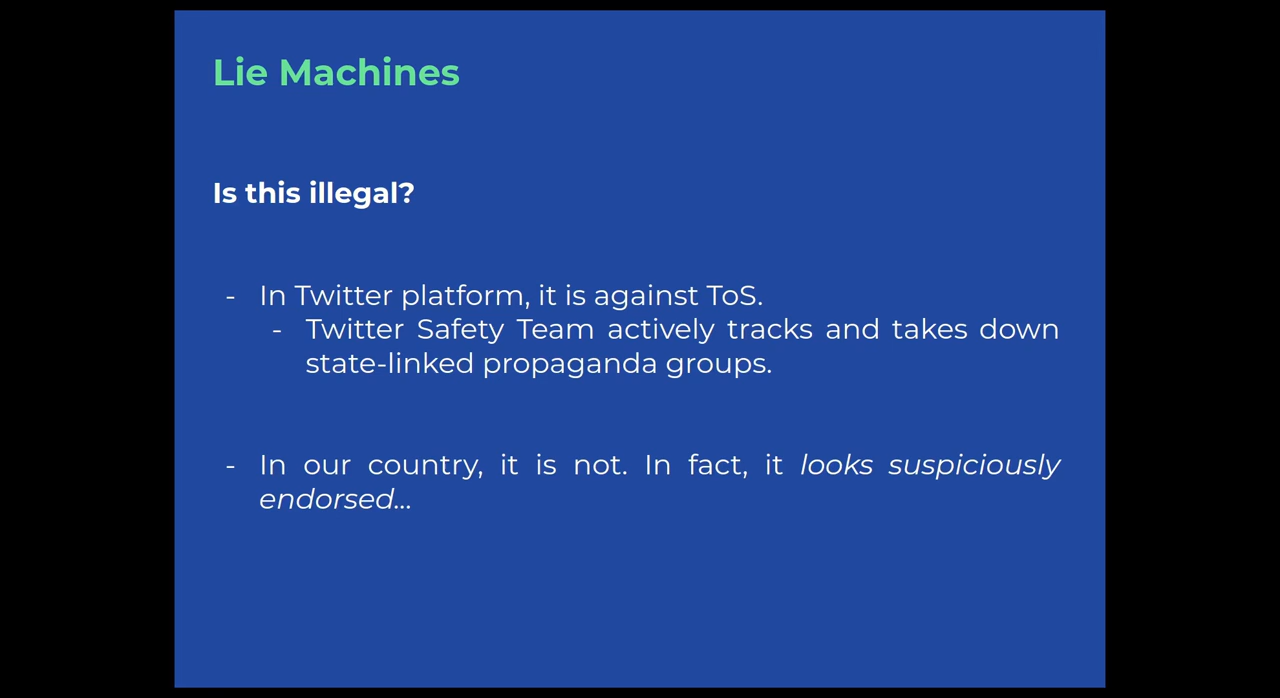 Lie Machines
Is this illegal?
- In Twitter platform, it is against ToS.
- Twitter Safety Team actively tracks and takes down
state-linked propaganda groups.
- In our country, it is not. In fact, it looks suspiciously
endorsed...